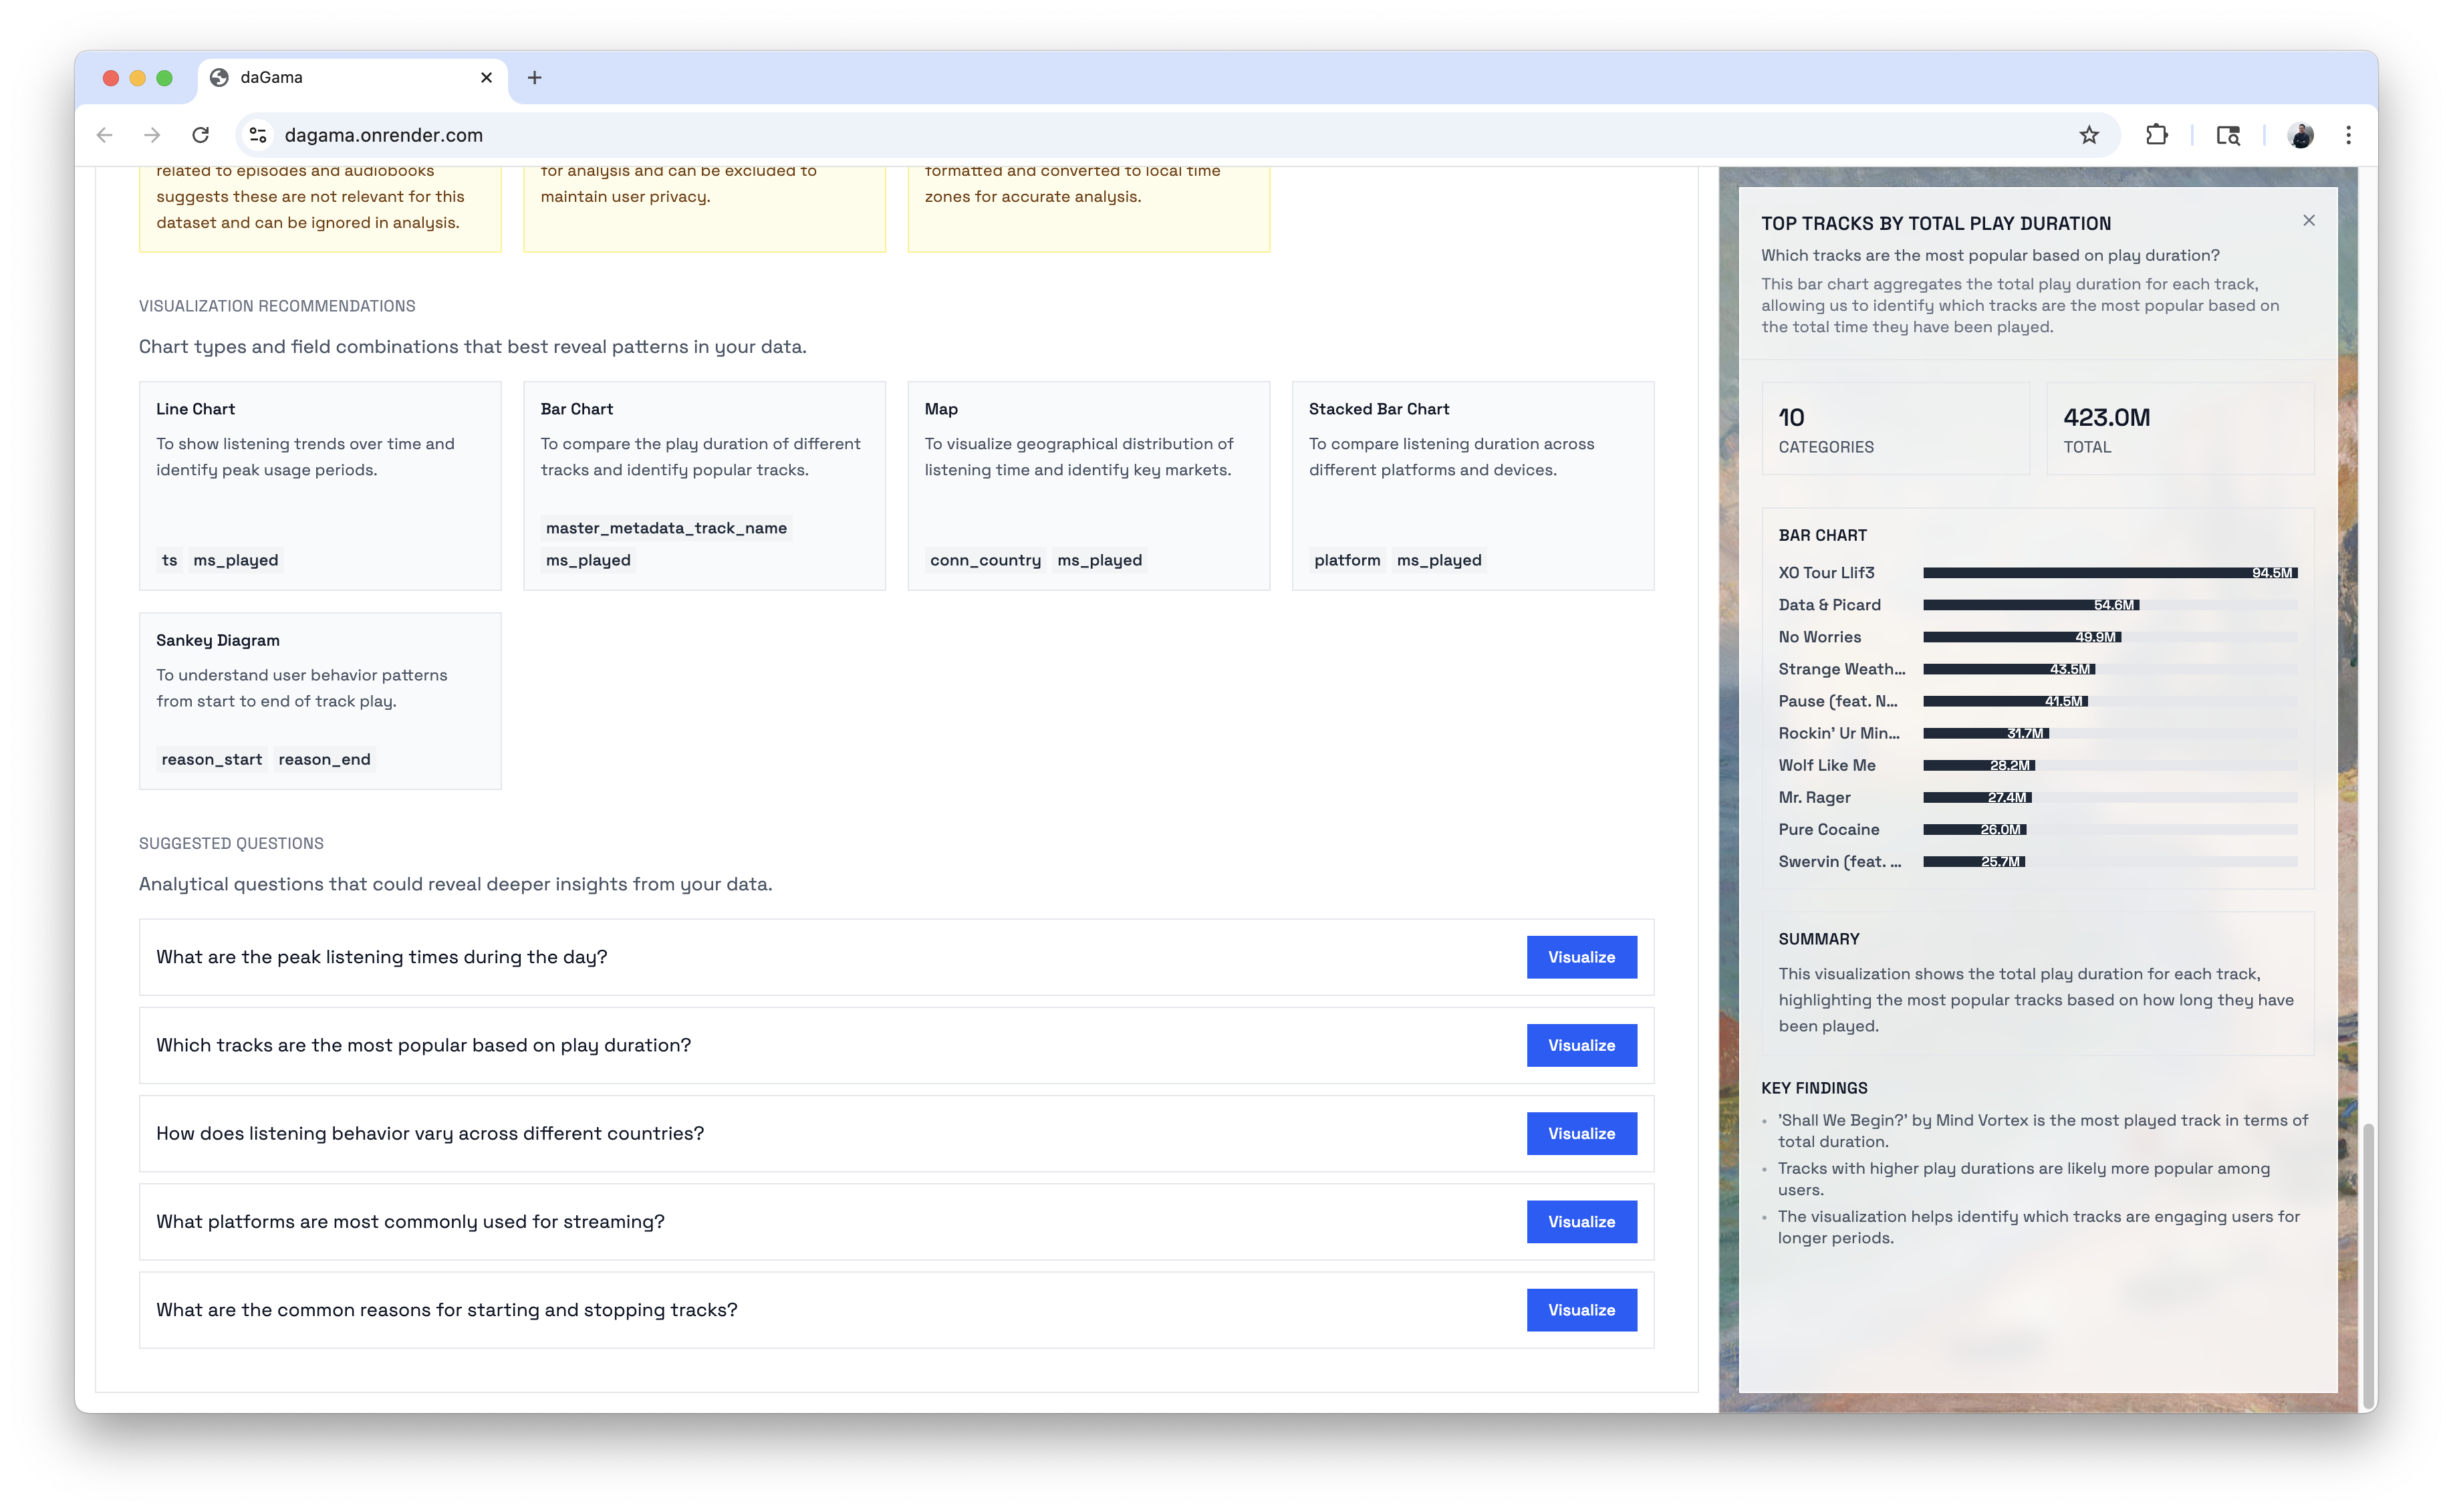 daGama
dagama.onrender.com
related to episodes and audiobooks
suggests these are not relevant for this
dataset and can be ignored in analysis.
for analysis and can be excluded to
maintain user privacy.
formatted and converted to local time
zones for accurate analysis.
VISUALIZATION RECOMMENDATIONS
Chart types and field combinations that best reveal patterns in your data.
Line Chart
To show listening trends over time and
identify peak usage periods.
ts ms_played
Bar Chart
To compare the play duration of different
tracks and identify popular tracks.
master_metadata_track_name
ms_played
Map
To visualize geographical distribution of
listening time and identify key markets.
conn_country ms_played
Stacked Bar Chart
To compare listening duration across
different platforms and devices.
platform ms_played
Sankey Diagram
To understand user behavior patterns
from start to end of track play.
reason_start reason_end
SUGGESTED QUESTIONS
Analytical questions that could reveal deeper insights from your data.
What are the peak listening times during the day? Visualize
Which tracks are the most popular based on play duration? Visualize
How does listening behavior vary across different countries? Visualize
What platforms are most commonly used for streaming? Visualize
What are the common reasons for starting and stopping tracks? Visualize
TOP TRACKS BY TOTAL PLAY DURATION
Which tracks are the most popular based on play duration?
This bar chart aggregates the total play duration for each track,
allowing us to identify which tracks are the most popular based on
the total time they have been played.
10
CATEGORIES
423.0M
TOTAL
BAR CHART
XO Tour Llif3 94.5M
Data & Picard 54.6M
No Worries 49.9M
Strange Weath... 43.5M
Pause (feat. N... 41.5M
Rockin' Ur Min... 31.7M
Wolf Like Me 28.2M
Mr. Rager 27.4M
Pure Cocaine 26.0M
Swervin (feat. ... 25.7M
SUMMARY
This visualization shows the total play duration for each track,
highlighting the most popular tracks based on how long they have
been played.
KEY FINDINGS
• 'Shall We Begin?' by Mind Vortex is the most played track in terms of
total duration.
• Tracks with higher play durations are likely more popular among
users.
• The visualization helps identify which tracks are engaging users for
longer periods.